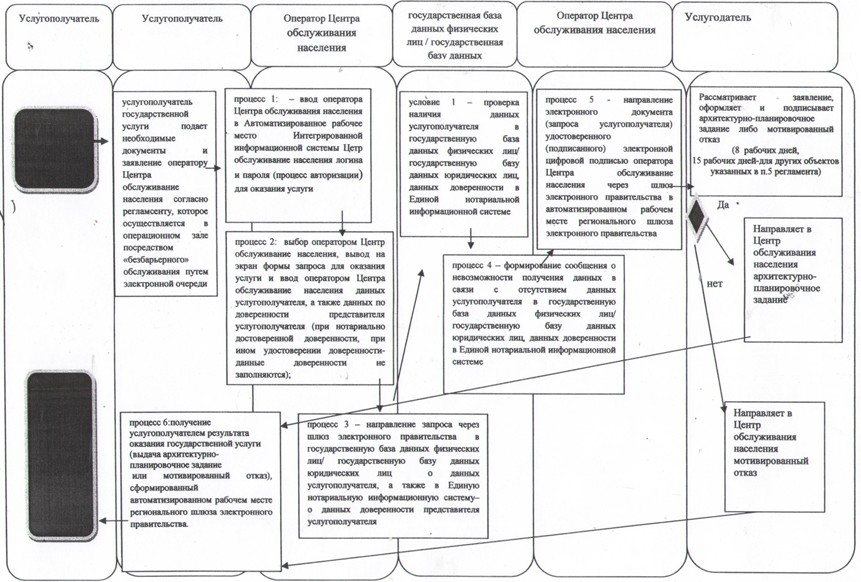 Услугополучатель
Услугополучатель
Оператор Центра
обслуживания
населения
государственная база
данных физических
лиц / государственная
базу данных
Оператор Центра
обслуживания населения
Услугодатель
услугополучатель
государственной
услуги подает
необходимые
документы и
заявление оператору
Центра
обслуживание
населения согласно
регламсенту, которое
осуществляется в
операционном зале
посредством
«безбарьерного»
обслуживания путем
электронной очереди
процесс 1: – ввод оператора
Центра обслуживания населения
в Автоматизированное рабочее
место Интегрированной
информационной системы Цетр
обслуживание населения логина
и пароля (процесс авторизации)
для оказания услуги
процесс 2: выбор оператором Центр
обслуживание населения, вывод на
экран формы запроса для оказания
услуги и ввод оператором Центра
обслуживание населения данных
услугополучателя, а также данных по
доверенности представителя
услугополучателя (при нотариально
достоверенной доверенности, при
ином удостоверении доверенности-
данные доверенности не
заполняются);
процесс 3 – направление запроса через
шлюз электронного правительства в
государственную база данных физических
лиц/ государственную базу данных
юридических лиц о данных
услугополучателя, а также в Единую
нотариальную информационную систему–
о данных доверенности представителя
услугополучателя
условие 1 – проверка
наличия данных
услугополучателя в
государственную база
данных физических лиц/
государственную базу
данных юридических лиц,
данных доверенности в
Единой нотариальной
информационной системе
процесс 4 – формирование сообщения о
невозможности получения данных в
связи с отсутствием данных
услугополучателя в государственную
база данных физических лиц/
государственную базу данных
юридических лиц, данных доверенности
в Единой нотариальной информационной
системе
процесс 5 - направление
электронного документа
(запроса услугополучателя)
удостоверенного
(подписанного) электронной
цифровой подписью оператора
Центра обслуживание
населения через шлюз
электронного правительства в
автоматизированном рабочем
месте регионального шлюза
электронного правительства
Рассматривает заявление,
оформляет и подписывает
архитектурно-планировочное
задание либо мотивированный
отказ
(8 рабочих дней,
15 рабочих дней-для других объектов
указанных в п.5 регламента)
Да
нет
Направляет в
Центр
обслуживания
населения
архитектурно-
планировочное
задание
Направляет в
Центр
обслуживания
населения
мотивированный
отказ
процесс 6:получение
услугополучателем результата
оказания государственной услуги
(выдача архитектурно-
планировочное задание
или мотивированный отказ),
сформированный
автоматизированном рабочем месте
регионального шлюза электронного
правительства.